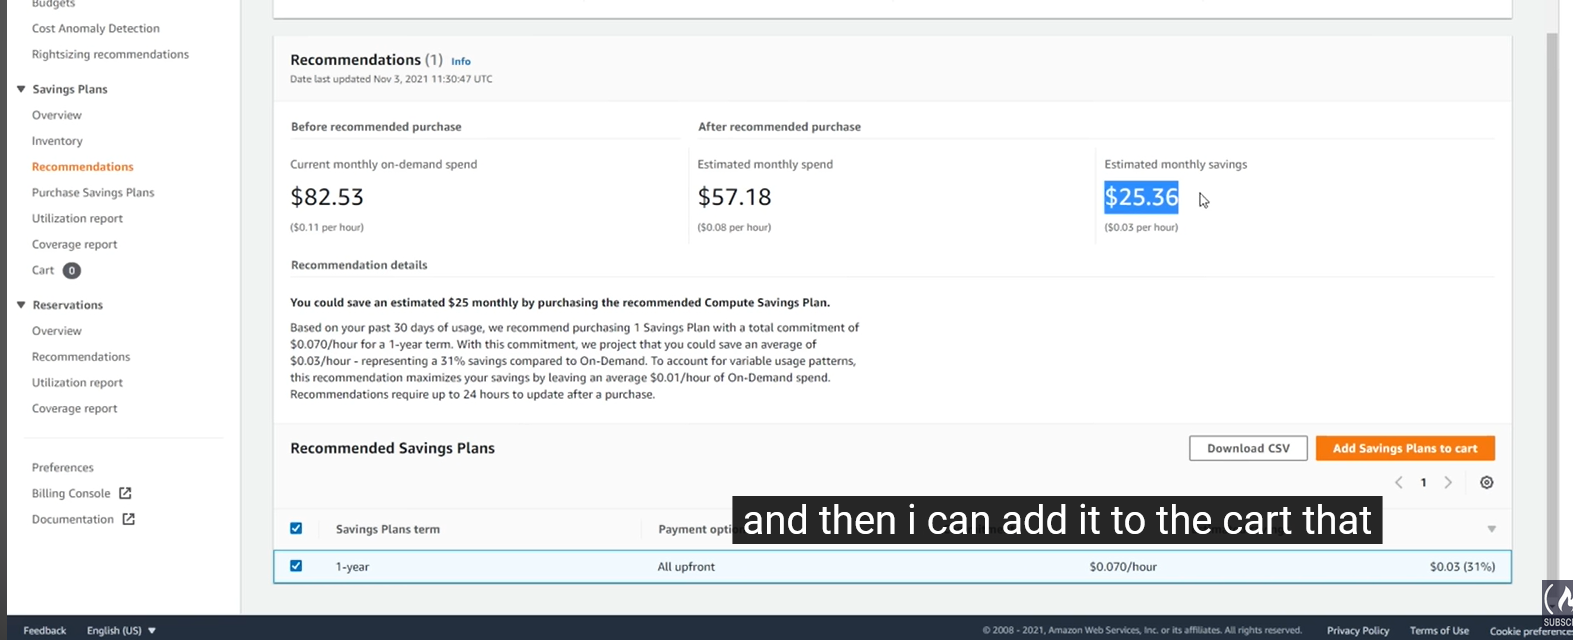 Budgets
Cost Anomaly Detection
Rightsizing recommendations
Savings Plans
Overview
Inventory
Recommendations
Purchase Savings Plans
Utilization report
Coverage report
Cart 0
Reservations
Overview
Recommendations
Utilization report
Coverage report
Preferences
Billing Console
Documentation
Recommendations (1) Info
Date last updated Nov 3, 2021 11:30:47 UTC
Before recommended purchase
After recommended purchase
Current monthly on-demand spend
$82.53
($0.11 per hour)
Estimated monthly spend
$57.18
($0.08 per hour)
Estimated monthly savings
$25.36
($0.03 per hour)
Recommendation details
You could save an estimated $25 monthly by purchasing the recommended Compute Savings Plan.
Based on your past 30 days of usage, we recommend purchasing 1 Savings Plan with a total commitment of
$0.070/hour for a 1-year term. With this commitment, we project that you could save an average of
$0.03/hour - representing a 31% savings compared to On-Demand. To account for variable usage patterns,
this recommendation maximizes your savings by leaving an average $0.01/hour of On-Demand spend.
Recommendations require up to 24 hours to update after a purchase.
Recommended Savings Plans
Download CSV
Add Savings Plans to cart
1
Savings Plans term
Payment optio
and then i can add it to the cart that
1-year All upfront $0.070/hour $0.03 (31%)
Feedback English (US)
© 2008 - 2021, Amazon Web Services, Inc. or its affiliates. All rights reserved. Privacy Policy Terms of Use Cookie preference
SUBSC